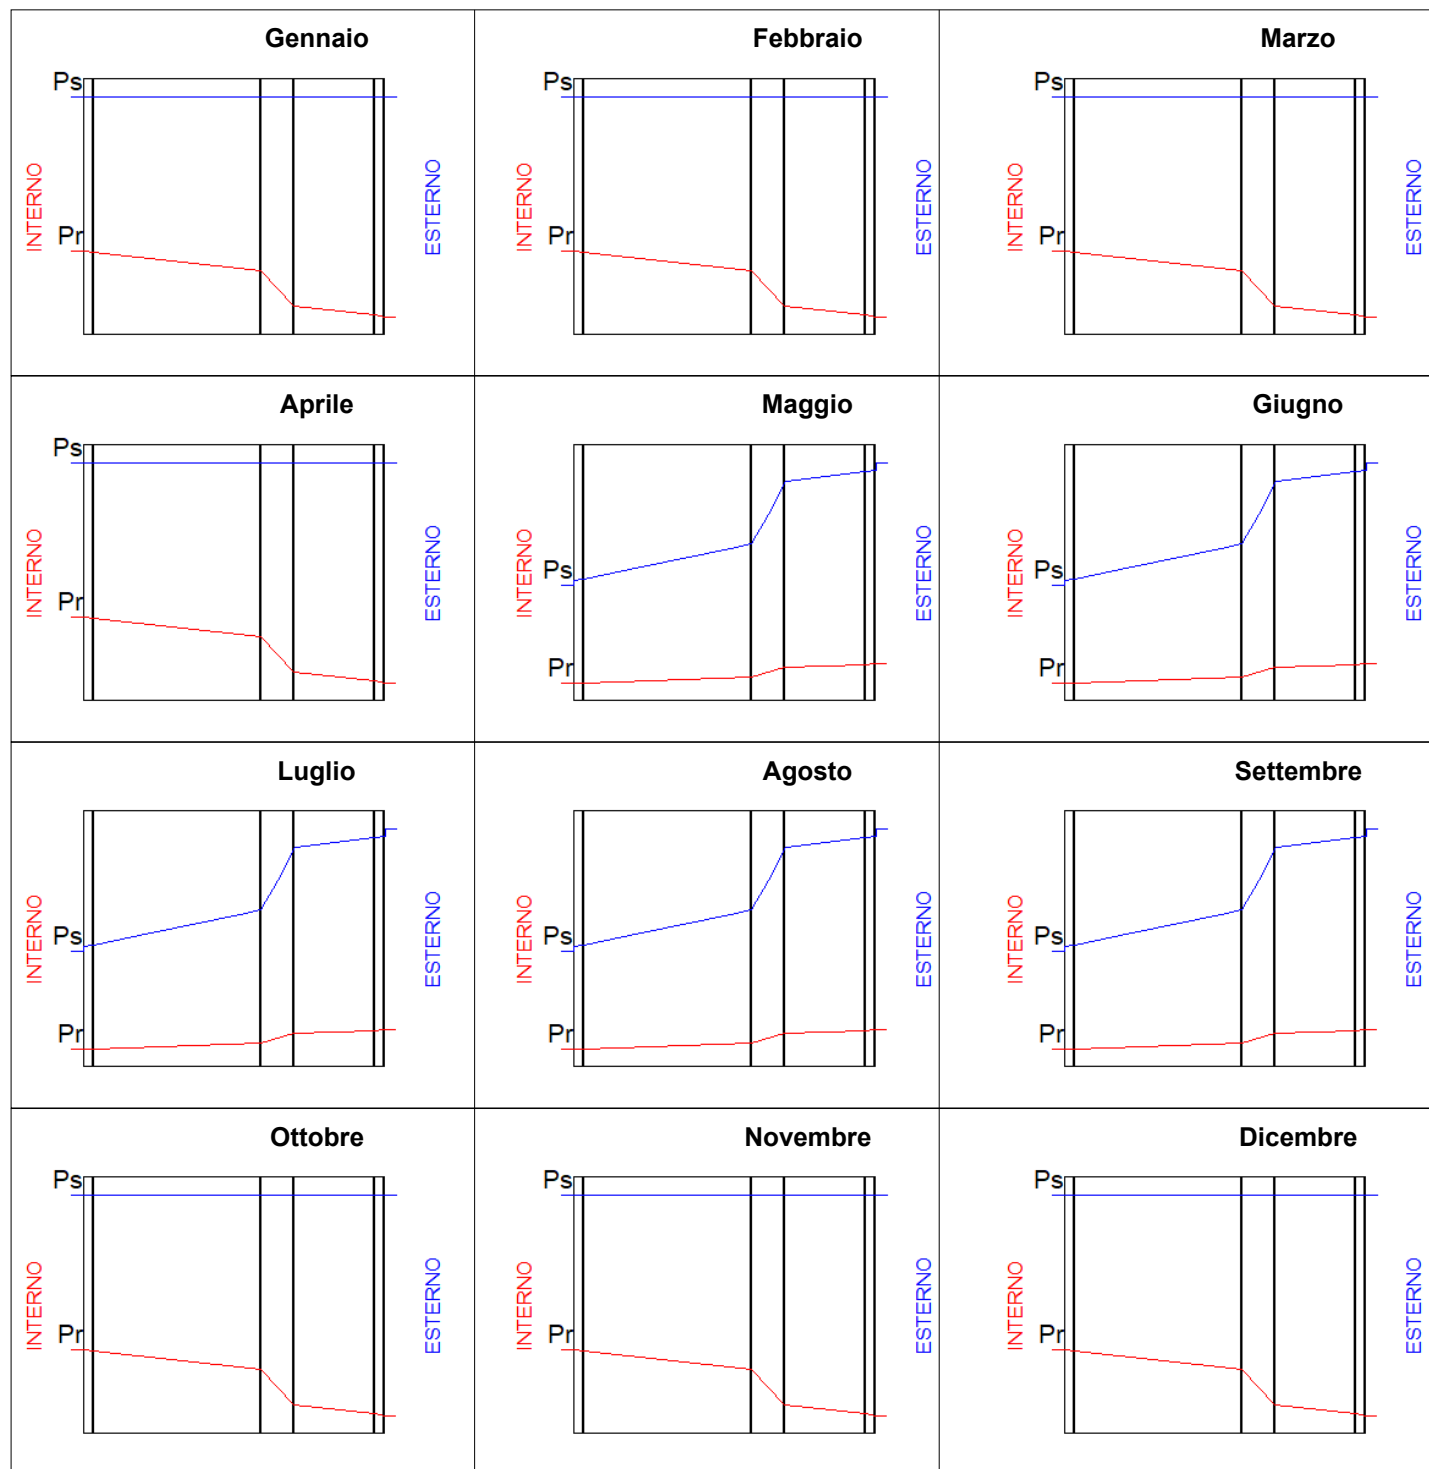 Gennaio
Ps
INTERNO
ESTERNO
Pr
Febbraio
Ps
INTERNO
ESTERNO
Pr
Marzo
Ps
INTERNO
ESTERNO
Pr
Aprile
Ps
INTERNO
ESTERNO
Pr
Maggio
INTERNO
ESTERNO
Ps
Pr
Giugno
INTERNO
ESTERNO
Ps
Pr
Luglio
INTERNO
ESTERNO
Ps
Pr
Agosto
INTERNO
ESTERNO
Ps
Pr
Settembre
INTERNO
ESTERNO
Ps
Pr
Ottobre
Ps
INTERNO
ESTERNO
Pr
Novembre
Ps
INTERNO
ESTERNO
Pr
Dicembre
Ps
INTERNO
ESTERNO
Pr